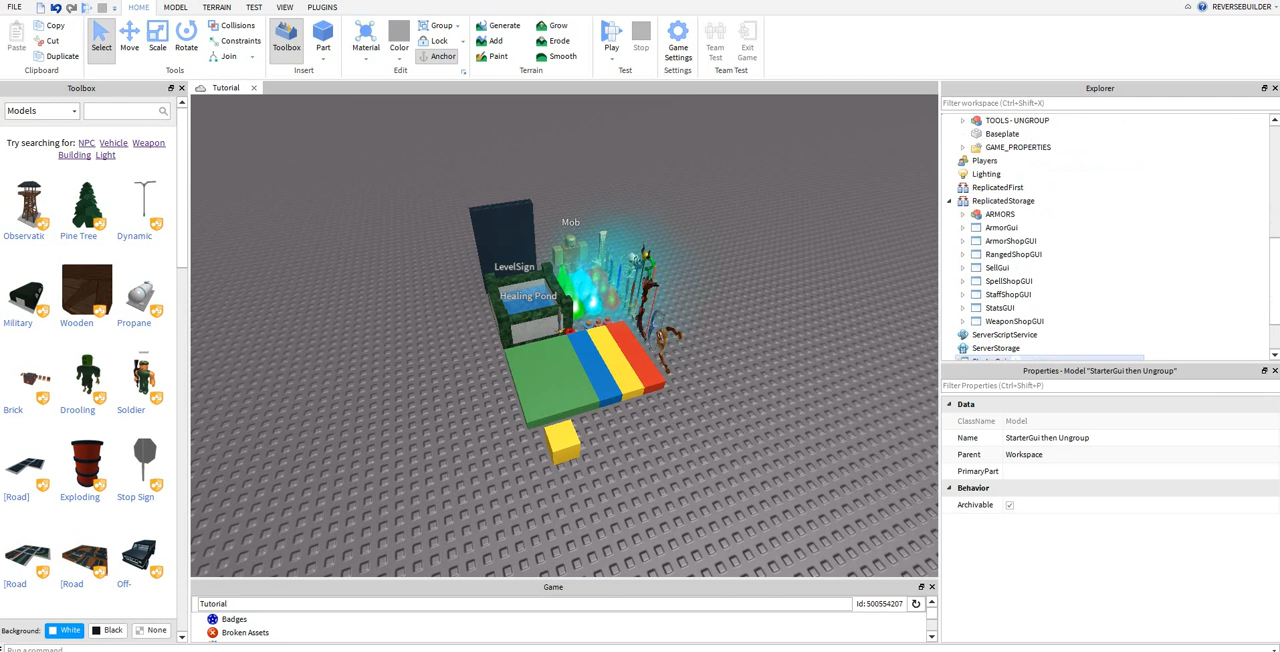 FILE HOME MODEL TERRAIN TEST VIEW PLUGINS ? REVERSEBUILDER
Paste Copy Cut Duplicate Clipboard
Select Move Scale Rotate Collisions Constraints Join Tools
Toolbox Part Insert
Material Color Group Lock Anchor Edit
Generate Add Paint Grow Erode Smooth Terrain
Play Stop Test
Game Settings Settings
Team Test Exit Game Team Test
Toolbox
Models
Try searching for: NPC Vehicle Weapon
Building Light
Observatic Pine Tree Dynamic
Military Wooden Propane
Brick Drooling Soldier
[Road] Exploding Stop Sign
[Road [Road Off-
Background: White Black None
Run a command
Tutorial
Mob
LevelSign
Healing Pond
Game
Tutorial Id: 500554207
Badges
Broken Assets
Explorer
Filter workspace (Ctrl+Shift+X)
TOOLS - UNGROUP
Baseplate
GAME_PROPERTIES
Players
Lighting
ReplicatedFirst
ReplicatedStorage
ARMORS
ArmorGui
ArmorShopGUI
RangedShopGUI
SellGui
SpellShopGUI
StaffShopGUI
StatsGUI
WeaponShopGUI
ServerScriptService
ServerStorage
Properties - Model "StarterGui then Ungroup"
Filter Properties (Ctrl+Shift+P)
Data
ClassName Model
Name StarterGui then Ungroup
Parent Workspace
PrimaryPart
Behavior
Archivable